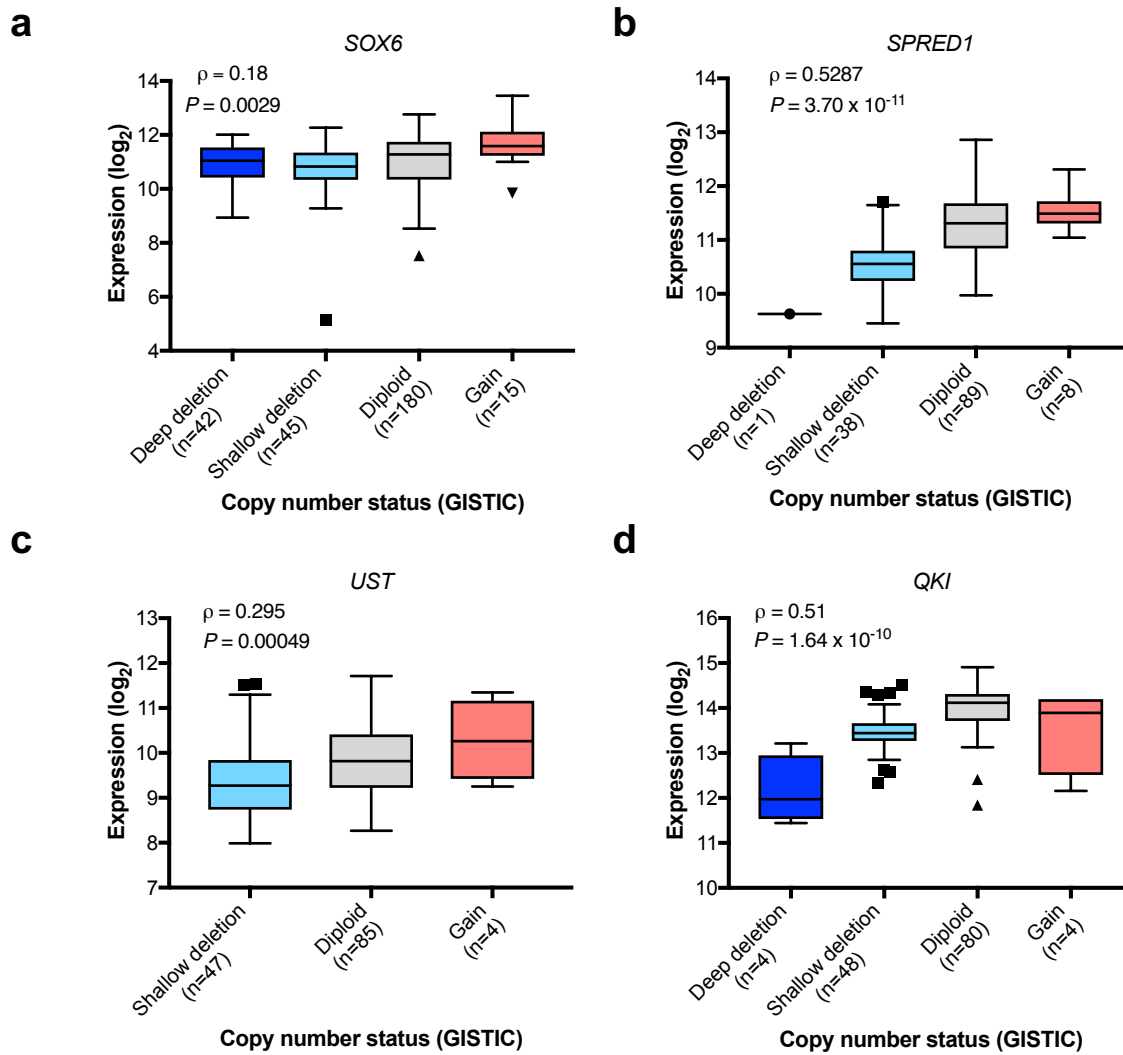 a
SOX6
ρ = 0.18
P = 0.0029
Expression (log2)
14
12
10
8
6
4
Deep deletion
(n=42)
Shallow deletion
(n=45)
Diploid
(n=180)
Gain
(n=15)
Copy number status (GISTIC)
b
SPRED1
ρ = 0.5287
P = 3.70 x 10-11
Expression (log2)
14
13
12
11
10
9
Deep deletion
(n=1)
Shallow deletion
(n=38)
Diploid
(n=89)
Gain
(n=8)
Copy number status (GISTIC)
c
UST
ρ = 0.295
P = 0.00049
Expression (log2)
13
12
11
10
9
8
7
Shallow deletion
(n=47)
Diploid
(n=85)
Gain
(n=4)
Copy number status (GISTIC)
d
QKI
ρ = 0.51
P = 1.64 x 10-10
Expression (log2)
16
15
14
13
12
11
10
Deep deletion
(n=4)
Shallow deletion
(n=48)
Diploid
(n=80)
Gain
(n=4)
Copy number status (GISTIC)